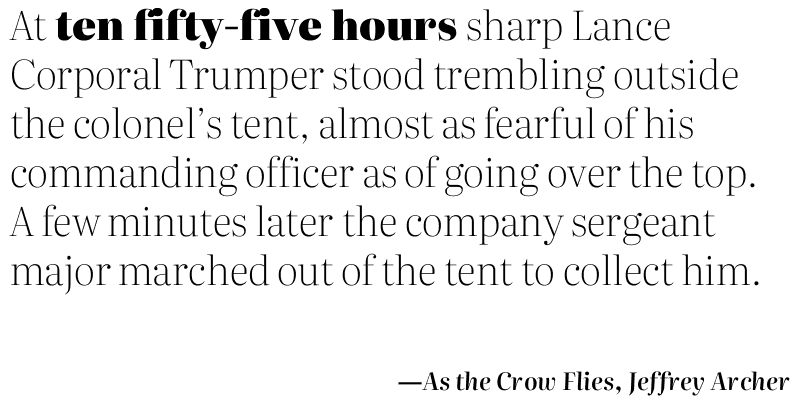 At ten fifty-five hours sharp Lance
Corporal Trumper stood trembling outside
the colonel’s tent, almost as fearful of his
commanding officer as of going over the top.
A few minutes later the company sergeant
major marched out of the tent to collect him.
—As the Crow Flies, Jeffrey Archer